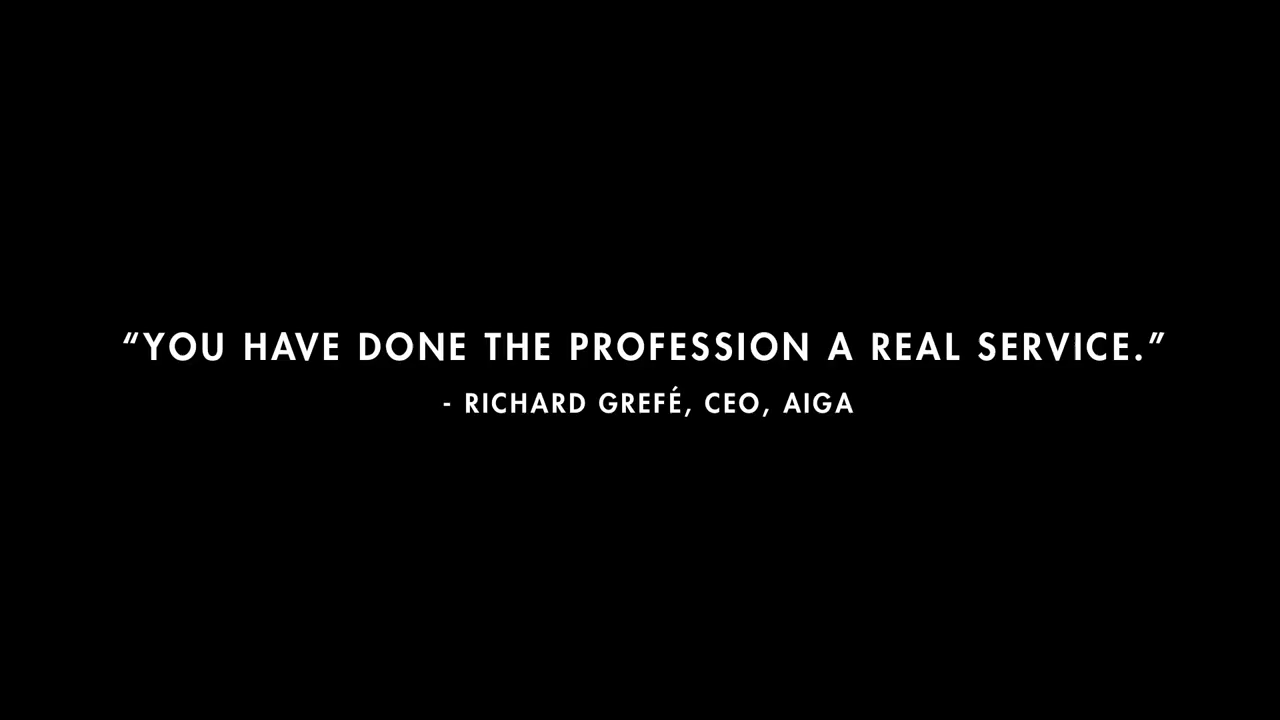 “YOU HAVE DONE THE PROFESSION A REAL SERVICE.”
- RICHARD GREFÉ, CEO, AIGA